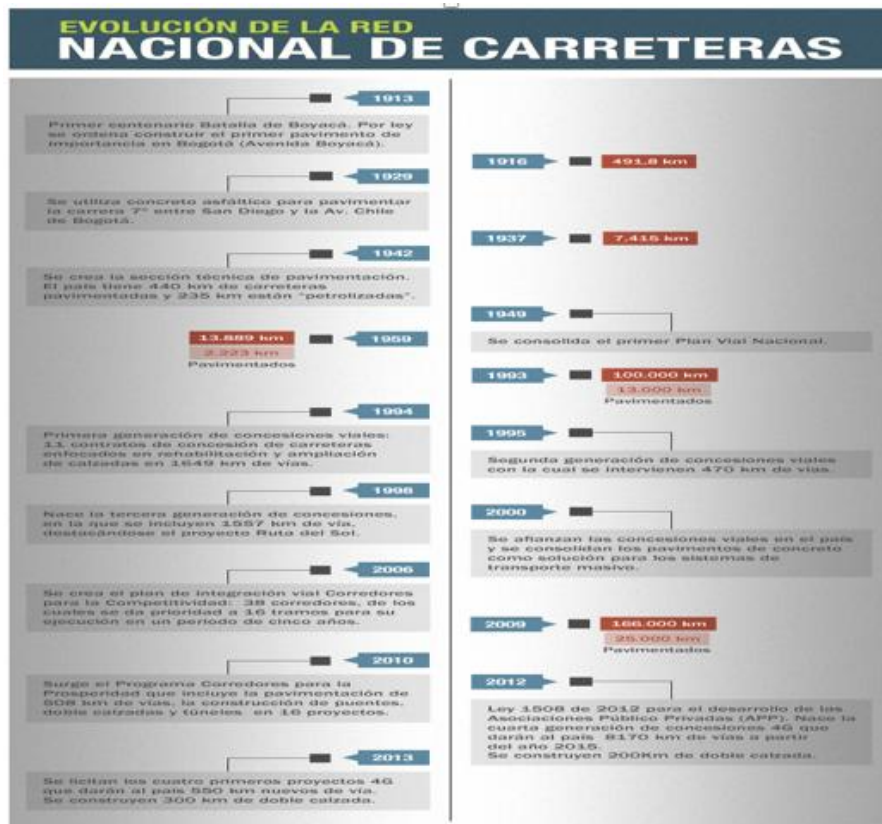 EVOLUCIÓN DE LA RED
NACIONAL DE CARRETERAS
1913
Primer centenario Batalla de Boyacá. Por ley
se ordena construir el primer pavimento de
importancia en Bogotá (Avenida Boyacá).
1929
Se utiliza concreto asfáltico para pavimentar
la carrera 7ª entre San Diego y la Av. Chile
de Bogotá.
1942
Se crea la sección técnica de pavimentación.
El país tiene 440 km de carreteras
pavimentadas y 235 km están "petrolizadas".
13.889 km
1959
2.223 km
Pavimentados
1994
Primera generación de concesiones viales:
11 contratos de concesión de carreteras
enfocados en rehabilitación y ampliación
de calzadas en 1649 km de vías.
1998
Nace la tercera generación de concesiones,
en la que se incluyen 1557 km de vía,
destacándose el proyecto Ruta del Sol.
2006
Se crea el plan de integración vial Corredores
para la Competitividad: 38 corredores, de los
cuales se da prioridad a 16 tramos para su
ejecución en un periodo de cinco años.
2010
Surge el Programa Corredores para la
Prosperidad que incluye la pavimentación de
508 km de vías, la construcción de puentes,
doble calzadas y túneles en 16 proyectos.
2013
Se licitan los cuatro primeros proyectos 4G
que darán al país 550 km nuevos de vía.
Se construyen 300 km de doble calzada.
1916
491.8 km
1937
7.415 km
1949
Se consolida el primer Plan Vial Nacional.
1993
100.000 km
13.000 km
Pavimentados
1995
Segunda generación de concesiones viales
con la cual se intervienen 470 km de vías.
2000
Se afianzan las concesiones viales en el país
y se consolidan los pavimentos de concreto
como solución para los sistemas de
transporte masivo.
2009
166.000 km
25.000 km
Pavimentados
2012
Ley 1508 de 2012 para el desarrollo de las
Asociaciones Público Privadas (APP). Nace la
cuarta generación de concesiones 4G que
darán al país 8170 km de vías a partir
del año 2015.
Se construyen 200Km de doble calzada.